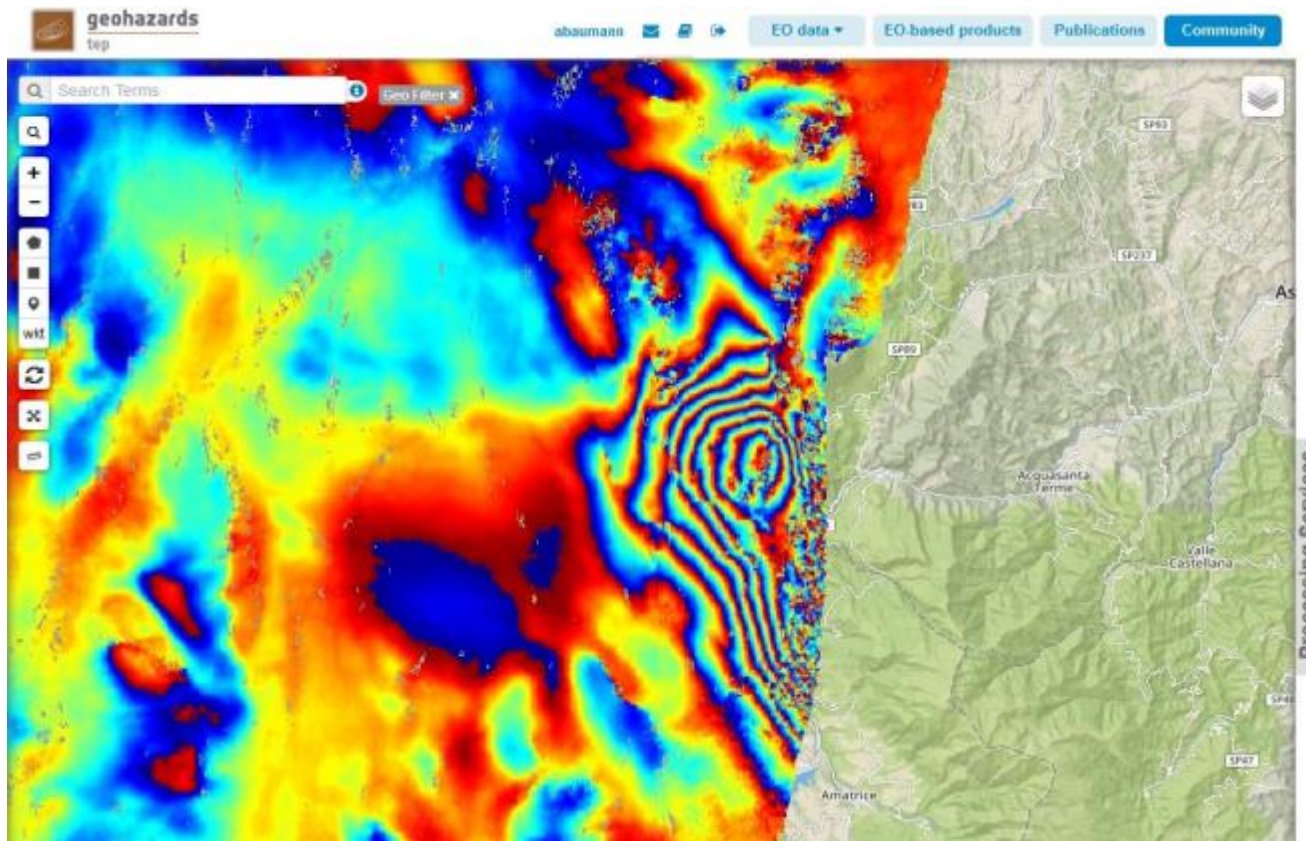 geohazards
tep
abaumann
EO data
EO-based products
Publications
Community
Search Terms
Geo Filter ×
SP93
+
−
83
SP237
As
wkt
SP89
Acquasanta
Terme
Valle
Castellana
Processing Services
SP47
Amatrice